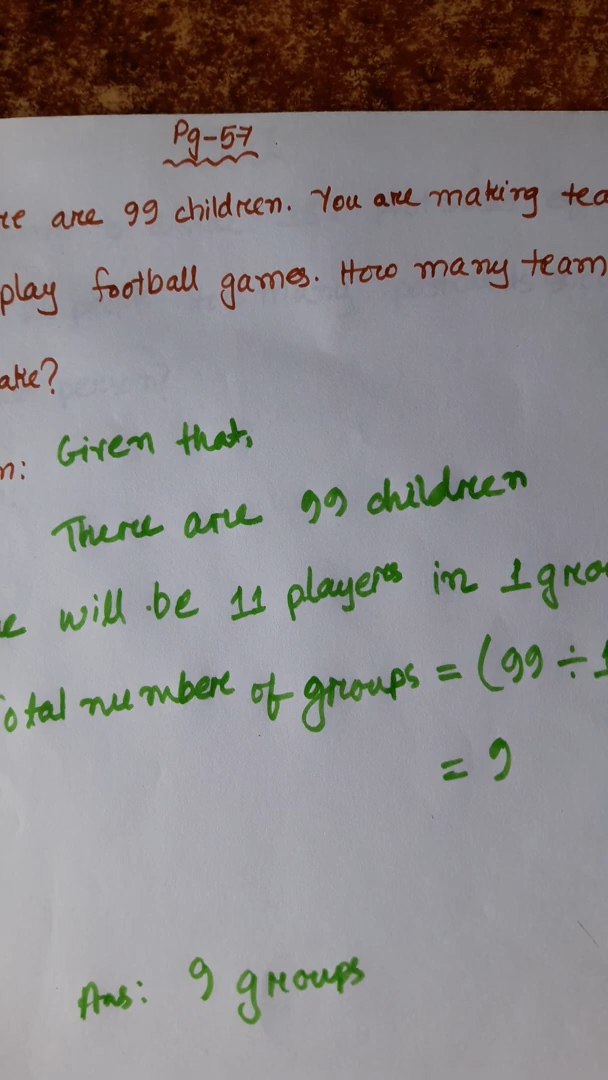 Pg-57
re are 99 children. You are making tea
play football games. How many team
ake?
n: Given that,
There are 99 children
e will be 11 players in 1 grou
otal number of groups = (99 ÷ 1
= 9
Ans: 9 groups